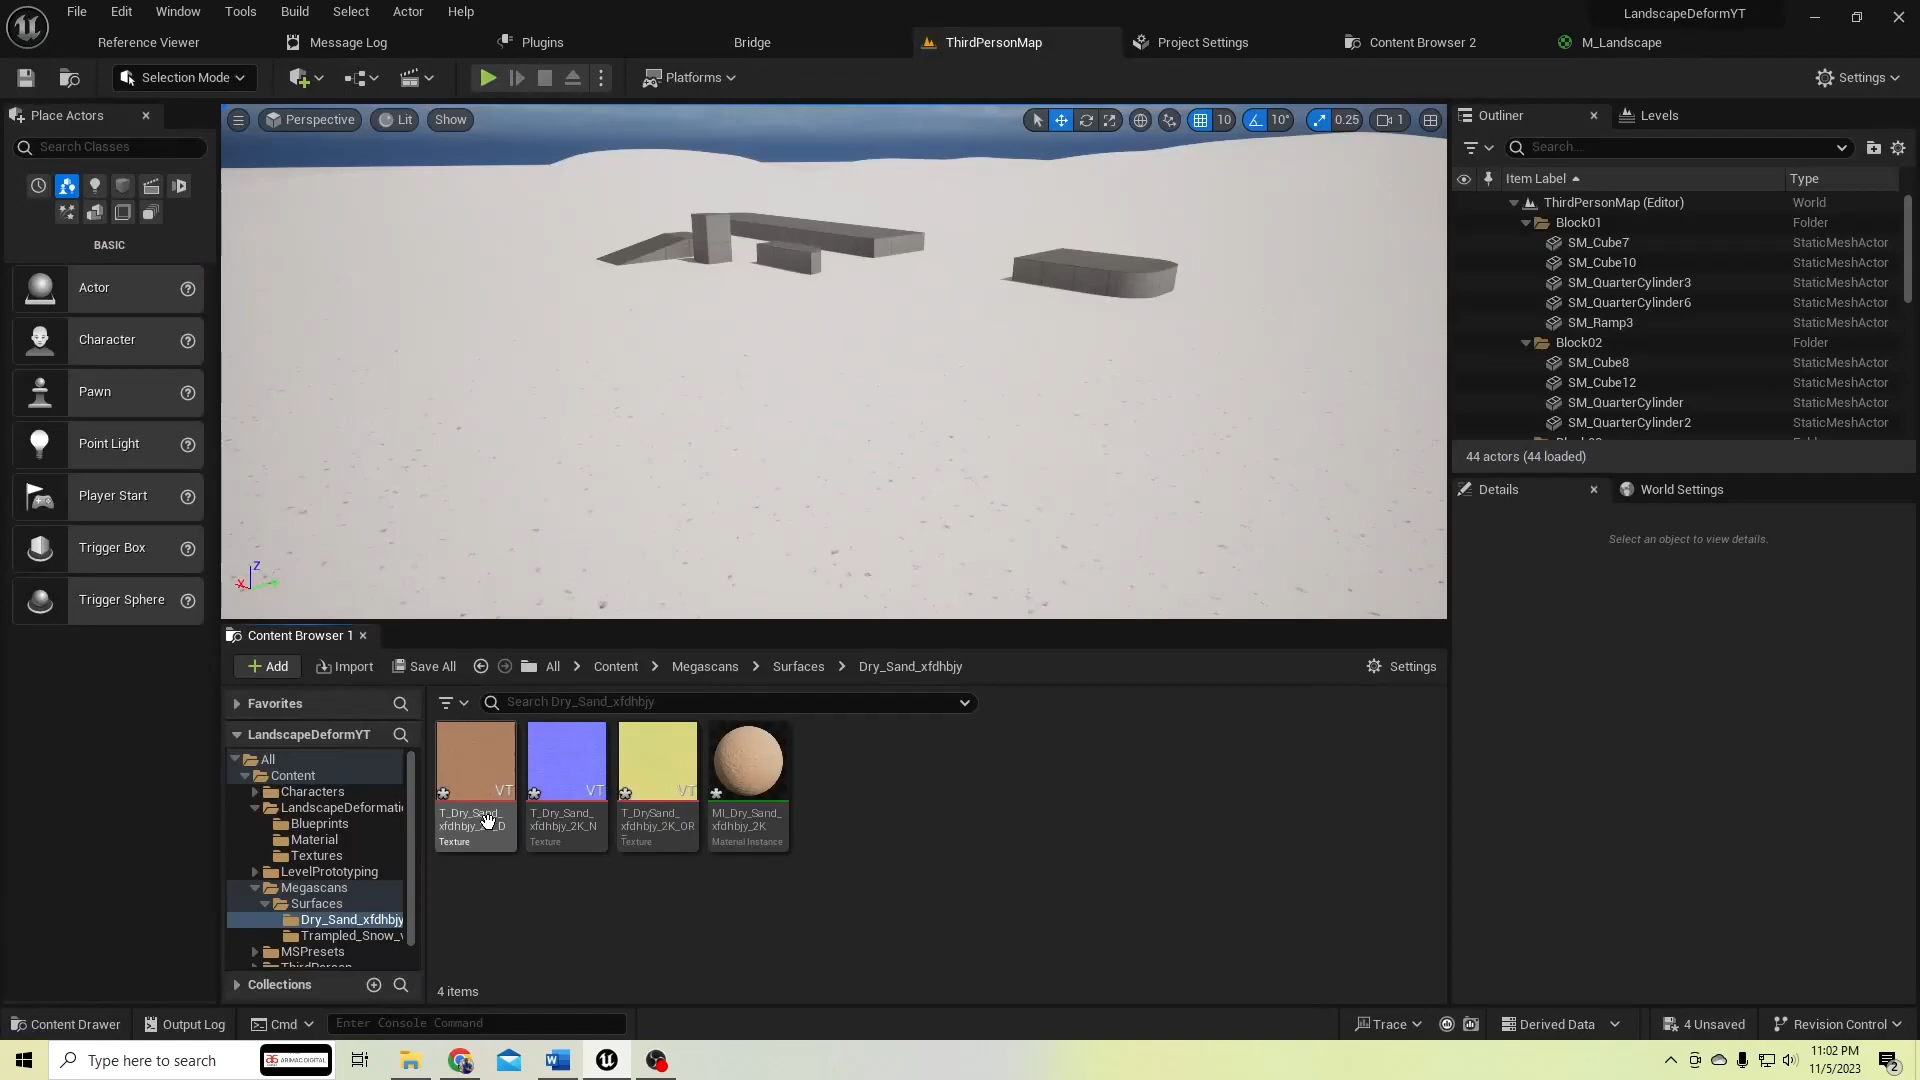 File Edit Window Tools Build Select Actor Help
LandscapeDeformYT
Reference Viewer Message Log Plugins Bridge ThirdPersonMap Project Settings Content Browser 2 M_Landscape
Selection Mode Platforms Settings
Place Actors
Search Classes
BASIC
Actor
Character
Pawn
Point Light
Player Start
Trigger Box
Trigger Sphere
Perspective Lit Show 10 10° 0.25 1
Z
X
Outliner Levels
Search...
Item Label Type
ThirdPersonMap (Editor) World
Block01 Folder
SM_Cube7 StaticMeshActor
SM_Cube10 StaticMeshActor
SM_QuarterCylinder3 StaticMeshActor
SM_QuarterCylinder6 StaticMeshActor
SM_Ramp3 StaticMeshActor
Block02 Folder
SM_Cube8 StaticMeshActor
SM_Cube12 StaticMeshActor
SM_QuarterCylinder StaticMeshActor
SM_QuarterCylinder2 StaticMeshActor
44 actors (44 loaded)
Details World Settings
Select an object to view details.
Content Browser 1
Add Import Save All All Content Megascans Surfaces Dry_Sand_xfdhbjy Settings
Favorites
Search Dry_Sand_xfdhbjy
LandscapeDeformYT
All
Content
Characters
LandscapeDeformati
Blueprints
Material
Textures
LevelPrototyping
Megascans
Surfaces
Dry_Sand_xfdhbjy
Trampled_Snow_
MSPresets
Collections
VT VT VT
T_Dry_Sand_ T_Dry_Sand_ T_DrySand_ MI_Dry_Sand_
xfdhbjy_2K_D xfdhbjy_2K_N xfdhbjy_2K_OR xfdhbjy_2K
Texture Texture Texture Material Instance
4 items
Content Drawer Output Log Cmd Enter Console Command Trace Derived Data 4 Unsaved Revision Control
Type here to search ARIMAC DIGITAL
11:02 PM
11/5/2023
2